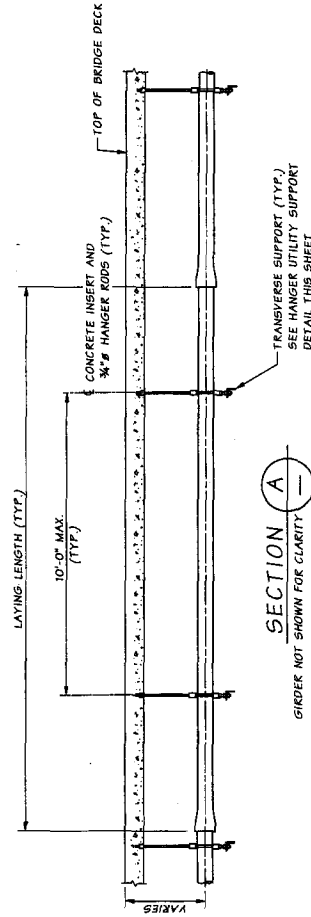 TOP OF BRIDGE DECK
LAYING LENGTH (TYP.)
℄ CONCRETE INSERT AND
¾"ø HANGER RODS (TYP.)
10'-0" MAX.
(TYP.)
VARIES
TRANSVERSE SUPPORT (TYP.)
SEE HANGER UTILITY SUPPORT
DETAIL THIS SHEET
SECTION A
—
GIRDER NOT SHOWN FOR CLARITY